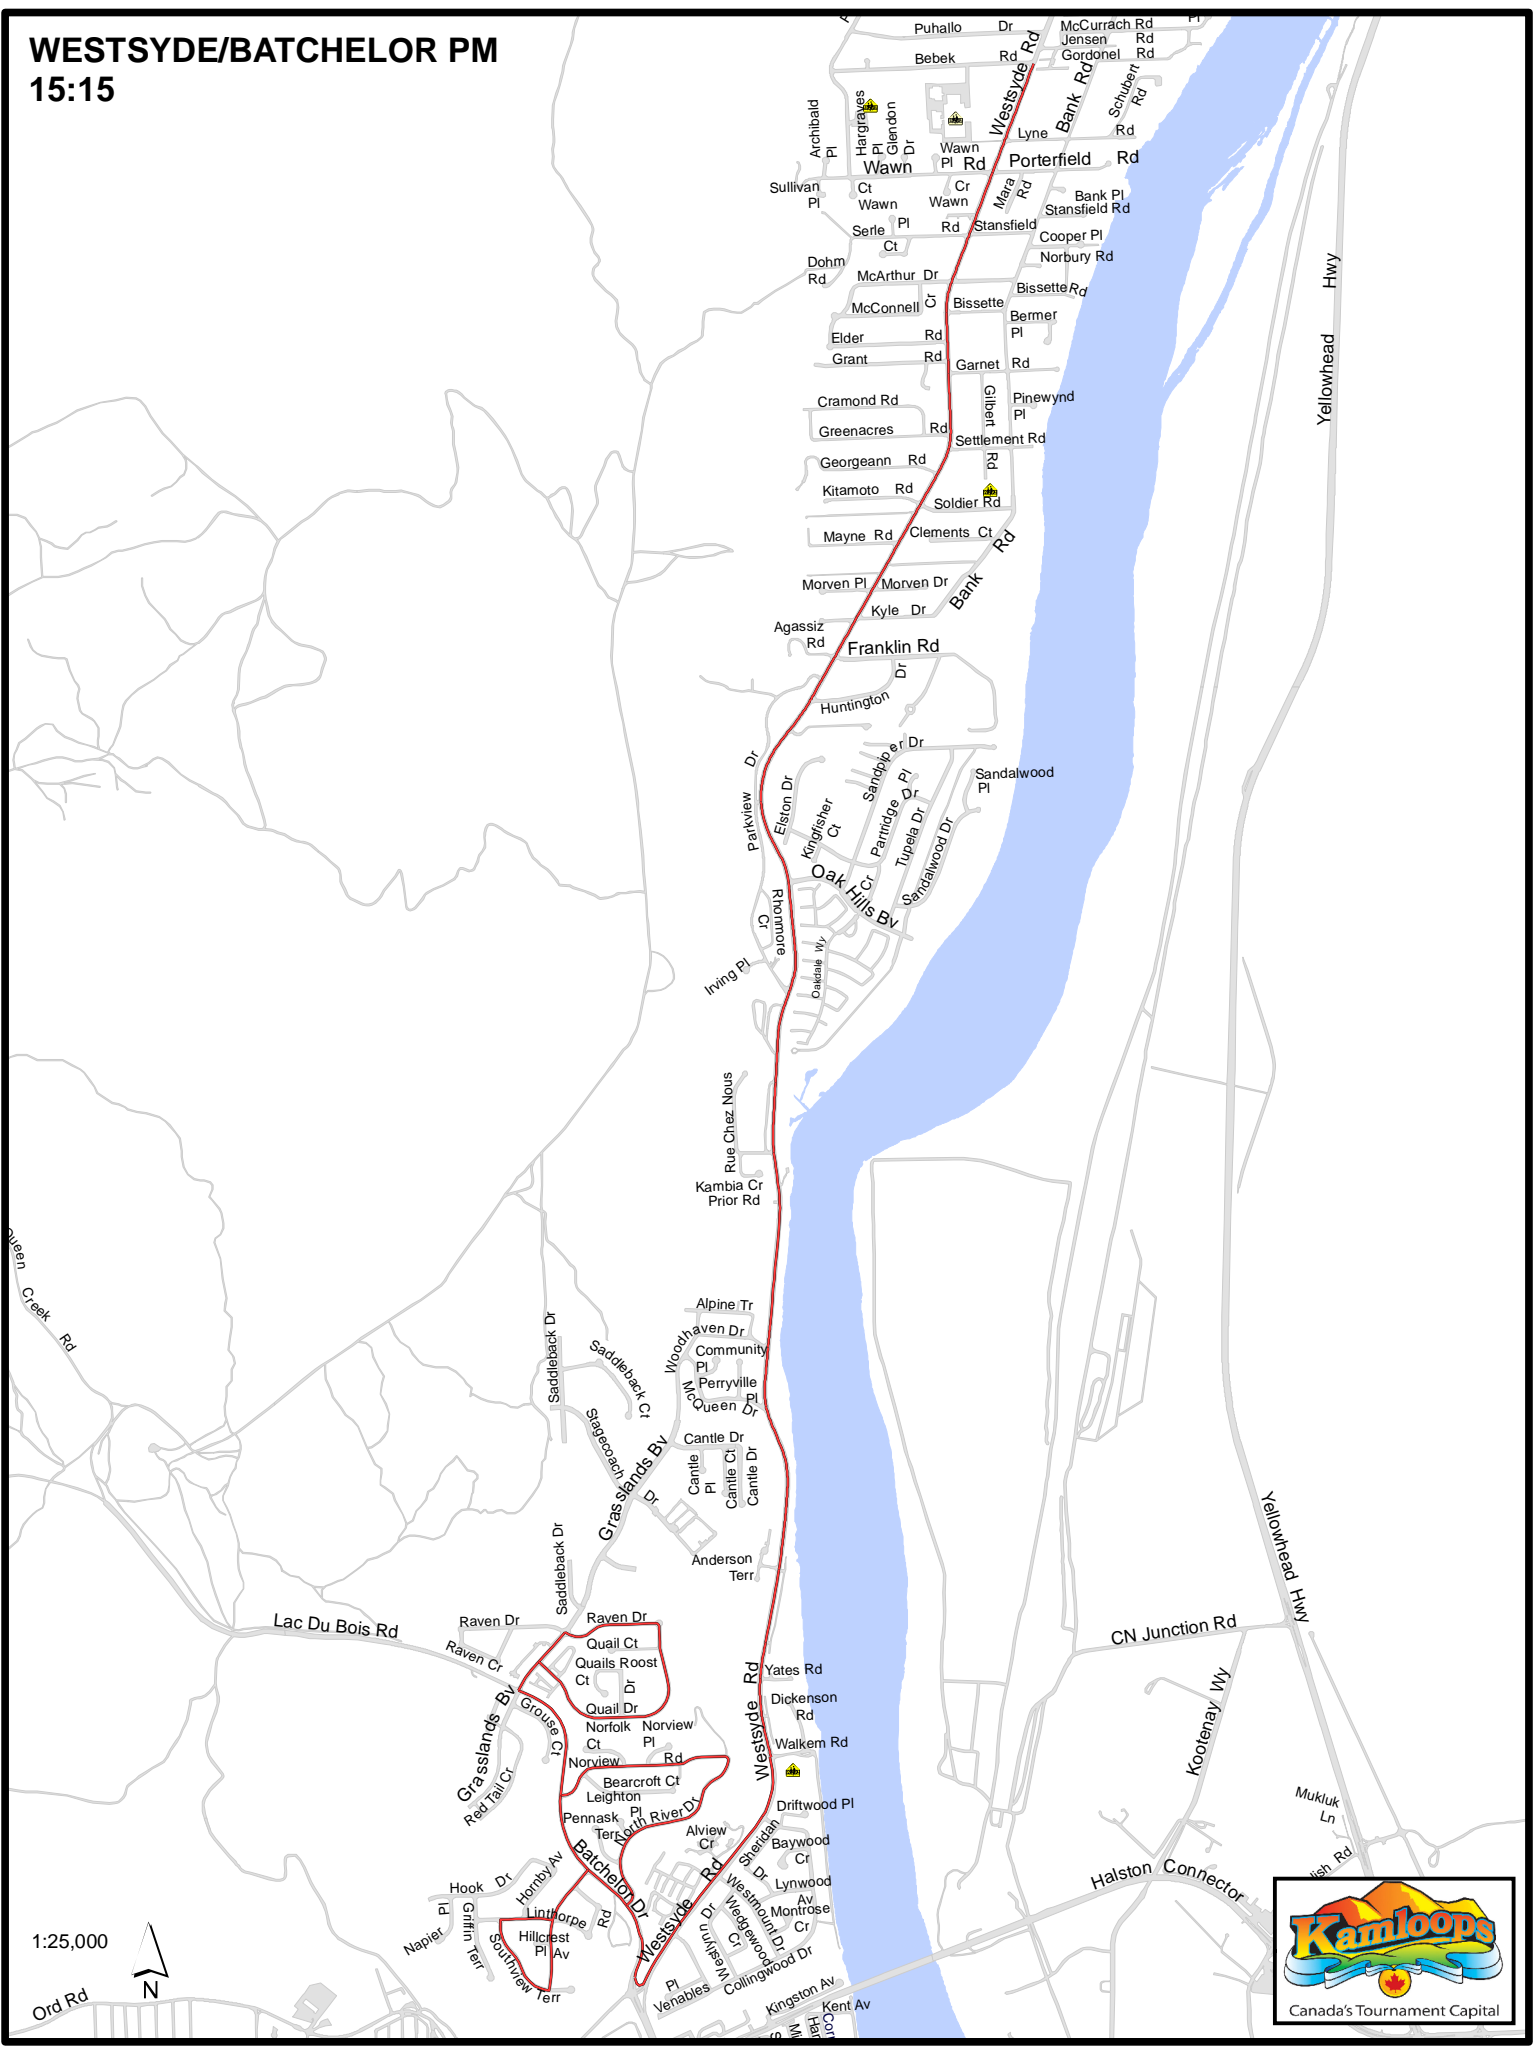 WESTSYDE/BATCHELOR PM
15:15
Puhallo Dr
McCurrach Rd
Pl
Jensen Rd
Bebek Rd
Gordonel Rd
Westsyde Rd
Bank Rd
Schubert Rd
Archibald Pl
Hargraves Pl
Glendon Dr
Lyne Rd
Wawn Pl
Wawn Rd
Porterfield Rd
Sullivan Pl
Ct
Wawn
Cr
Wawn
Mara Rd
Bank Pl
Stansfield Rd
Serle Rd
Pl
Ct
Stansfield
Cooper Pl
Norbury Rd
Dohm Rd
McArthur Dr
Bissette Rd
McConnell Cr
Bissette
Bermer Pl
Elder Rd
Grant Rd
Garnet Rd
Yellowhead Hwy
Cramond Rd
Gilbert Rd
Pinewynd Pl
Greenacres Rd
Settlement Rd
Georgeann Rd
Kitamoto Rd
Soldier Rd
Mayne Rd
Clements Ct
Bank Rd
Morven Pl
Morven Dr
Kyle Dr
Agassiz Rd
Franklin Rd
Huntington Dr
Parkview Dr
Sandpiper Dr
Pl
Sandalwood Pl
Elston Dr
Kingfisher Ct
Partridge Dr
Tupela Dr
Sandalwood Dr
Cr
Oak Hills Bv
Rhonmore Cr
Oakdale Wy
Irving Pl
Rue Chez Nous
Kambia Cr
Prior Rd
Queen Creek Rd
Alpine Tr
Woodhaven Dr
Saddleback Dr
Saddleback Ct
Community Pl
Perryville Pl
McQueen Dr
Stagecoach Dr
Cantle Dr
Cantle Pl
Cantle Ct
Cantle Dr
Grasslands Bv
Yellowhead Hwy
Saddleback Dr
Anderson Terr
Lac Du Bois Rd
Raven Dr
Raven Dr
CN Junction Rd
Raven Cr
Quail Ct
Quails Roost Ct
Dr
Quail Dr
Yates Rd
Westsyde Rd
Dickenson Rd
Kootenay Wy
Grasslands Bv
Grouse Ct
Norfolk Ct
Norview Pl
Walkem Rd
Norview Rd
Red Tail Cr
Bearcroft Ct
Leighton Pl
Driftwood Pl
Mukluk Ln
Pennask Terr
North River Dr
Alview Cr
Sheridan Dr
Baywood Cr
Batchelor Dr
Hornby Av
Hook Dr
Westsyde Rd
Lynwood Av
Halston Connector
Napier Pl
Griffin Terr
Linthorpe Rd
Westmount Dr
Wedgewood Cr
Montrose Cr
Hillcrest Pl
Av
Southview Terr
Westlynn Dr
Collingwood Dr
Venables Pl
Kingston Av
Kent Av
1:25,000
N
Ord Rd
Kamloops
Canada's Tournament Capital